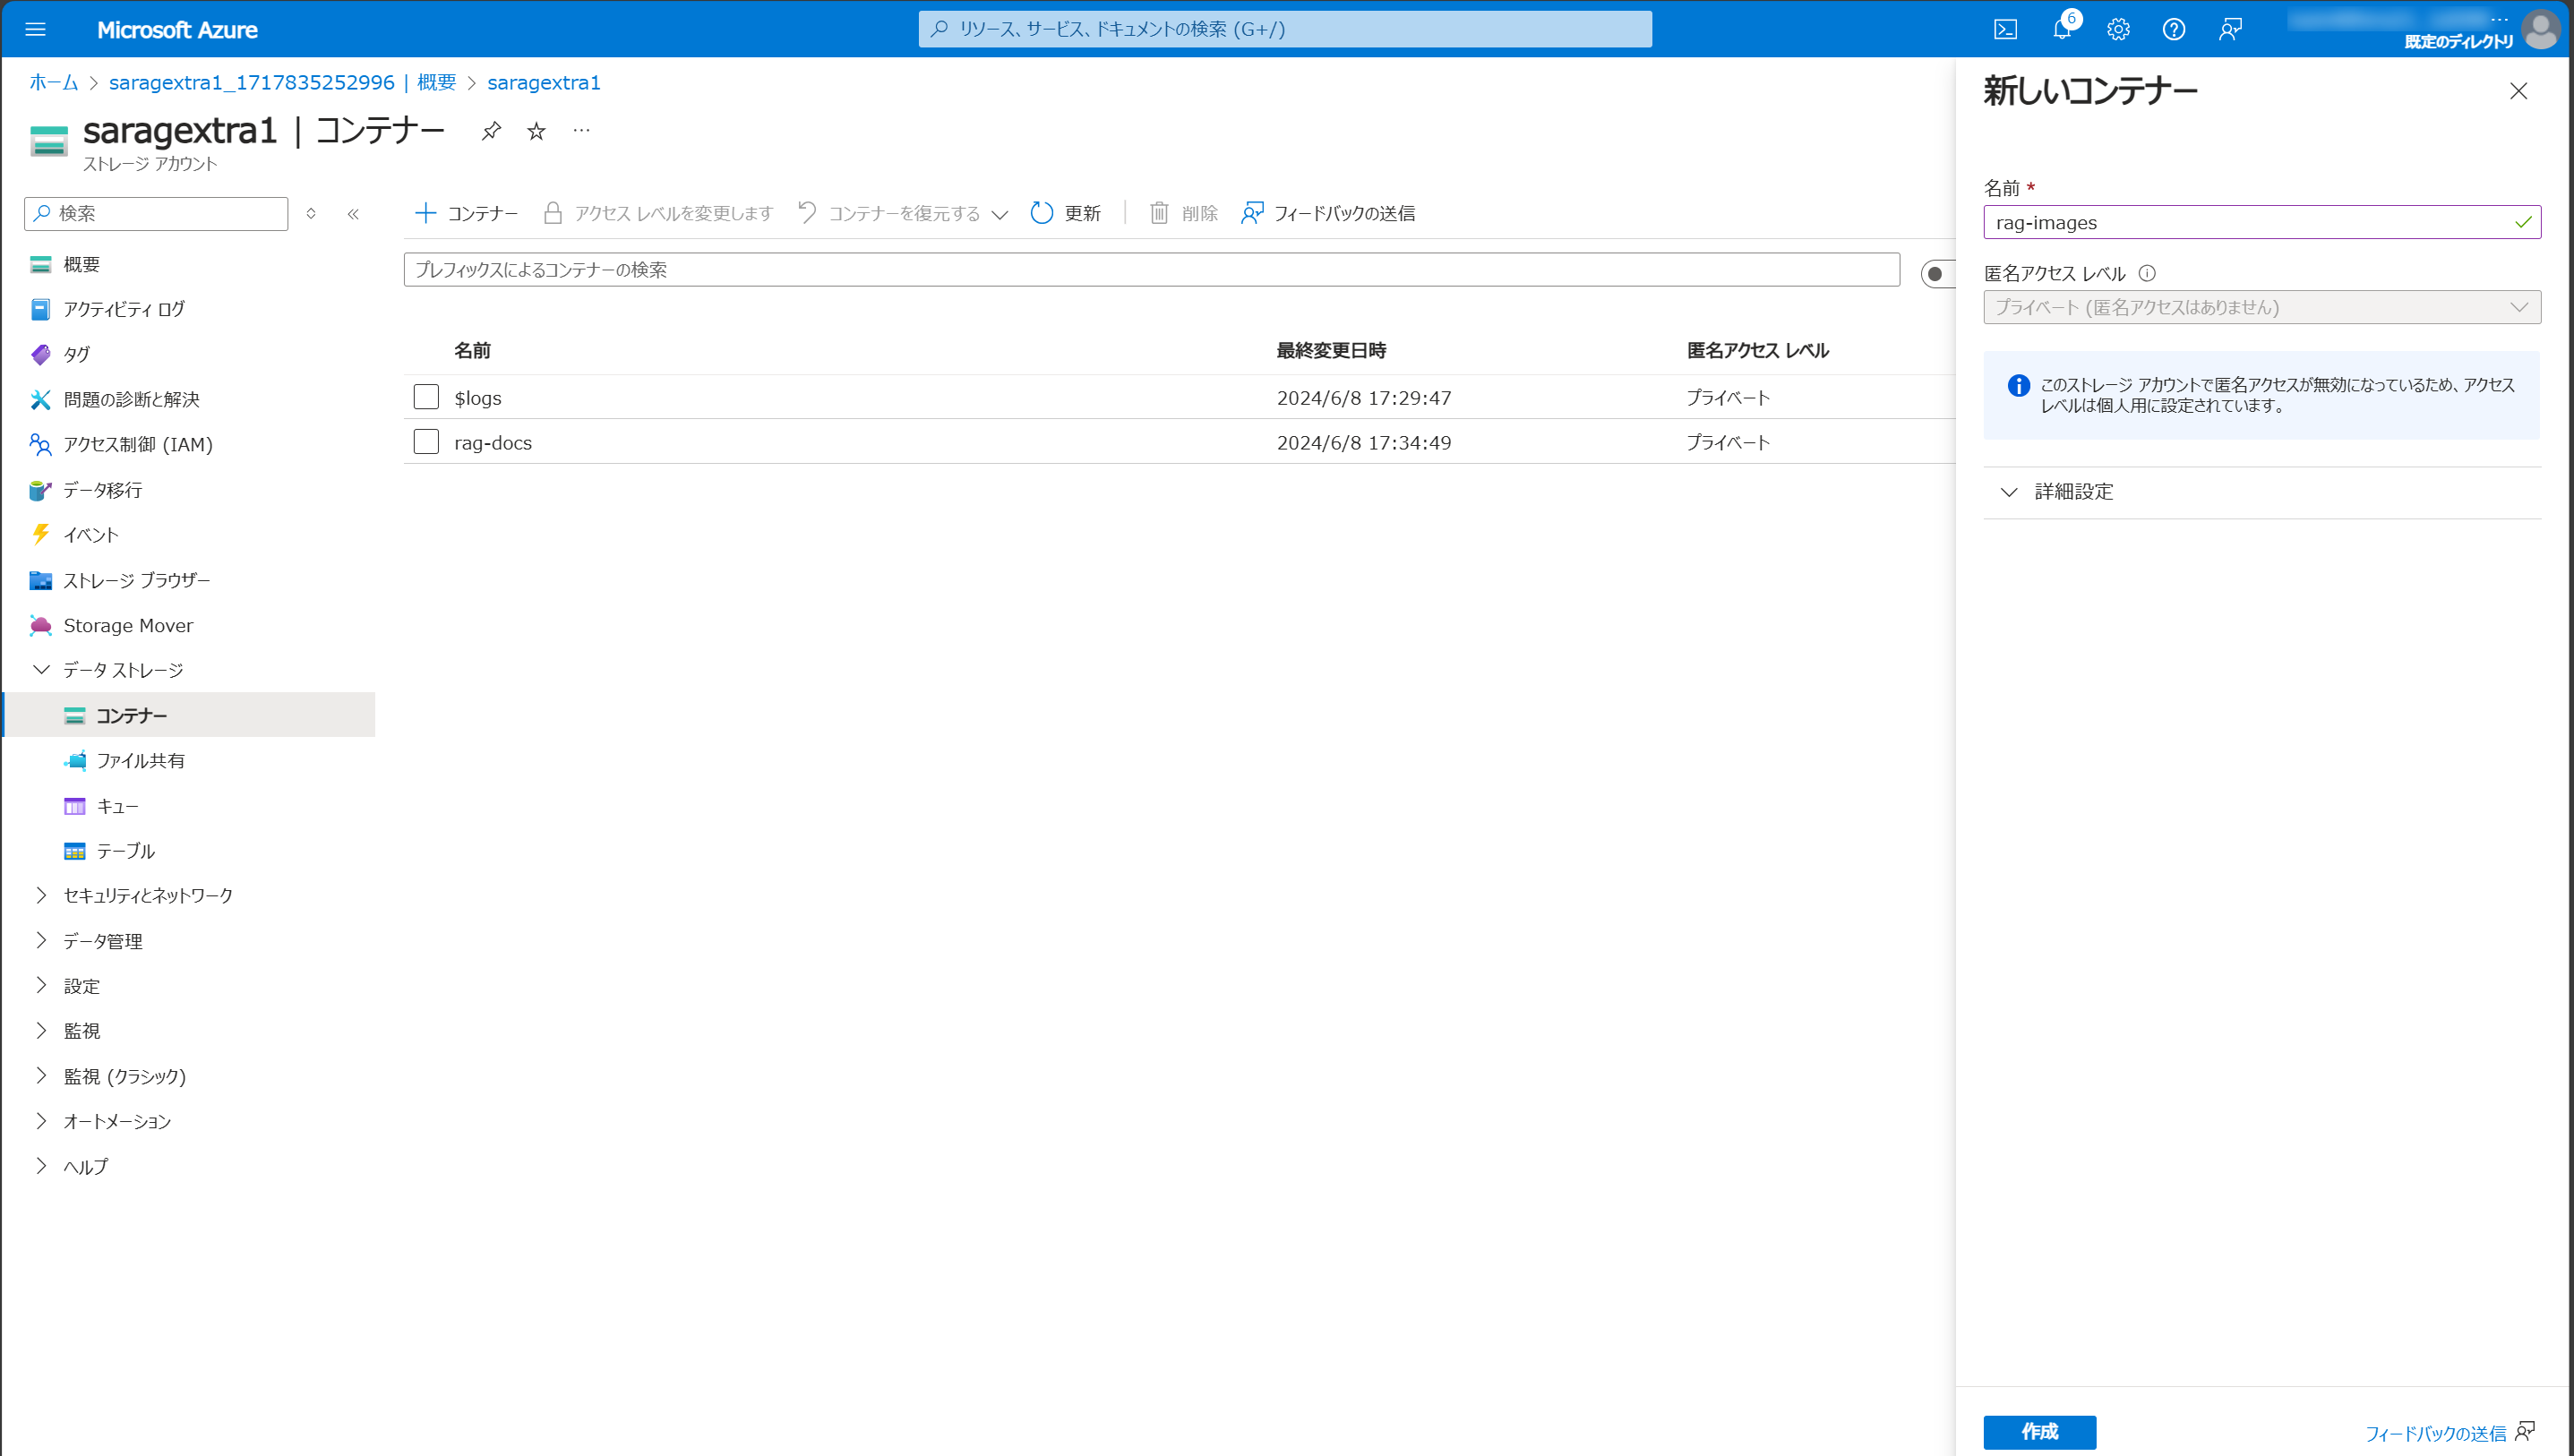 Microsoft Azure
リソース、サービス、ドキュメントの検索 (G+/)
6
...
既定のディレクトリ
ホーム > saragextra1_1717835252996 | 概要 > saragextra1
saragextra1 | コンテナー
...
ストレージ アカウント
検索
概要
アクティビティ ログ
タグ
問題の診断と解決
アクセス制御 (IAM)
データ移行
イベント
ストレージ ブラウザー
Storage Mover
データ ストレージ
コンテナー
ファイル共有
キュー
テーブル
セキュリティとネットワーク
データ管理
設定
監視
監視 (クラシック)
オートメーション
ヘルプ
コンテナー アクセス レベルを変更します コンテナーを復元する 更新 削除 フィードバックの送信
プレフィックスによるコンテナーの検索
名前 最終変更日時 匿名アクセス レベル
$logs 2024/6/8 17:29:47 プライベート
rag-docs 2024/6/8 17:34:49 プライベート
新しいコンテナー
名前 *
rag-images
匿名アクセス レベル
プライベート (匿名アクセスはありません)
このストレージ アカウントで匿名アクセスが無効になっているため、アクセス
レベルは個人用に設定されています。
詳細設定
作成
フィードバックの送信